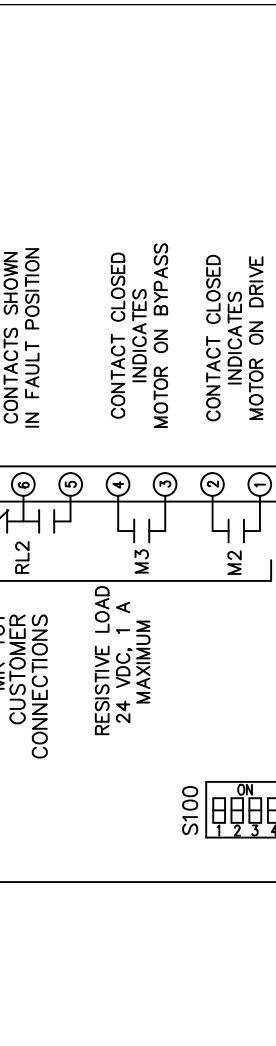 CONTACTS SHOWN
IN FAULT POSITION
CONTACT CLOSED
INDICATES
MOTOR ON BYPASS
CONTACT CLOSED
INDICATES
MOTOR ON DRIVE
6
5
4
3
2
1
RL2
M3
M2
CUSTOMER
CONNECTIONS
RESISTIVE LOAD
24 VDC, 1 A
MAXIMUM
S100
ON
1 2 3 4